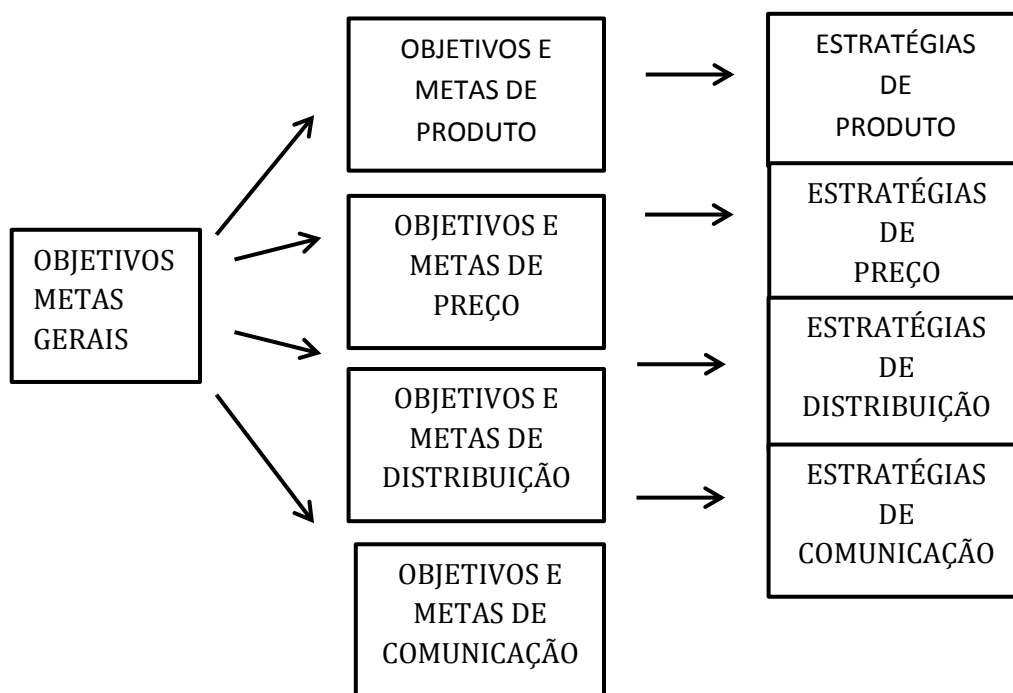 OBJETIVOS
METAS
GERAIS
OBJETIVOS E
METAS DE
PRODUTO
OBJETIVOS E
METAS DE
PREÇO
OBJETIVOS E
METAS DE
DISTRIBUIÇÃO
OBJETIVOS E
METAS DE
COMUNICAÇÃO
ESTRATÉGIAS
DE
PRODUTO
ESTRATÉGIAS
DE
PREÇO
ESTRATÉGIAS
DE
DISTRIBUIÇÃO
ESTRATÉGIAS
DE
COMUNICAÇÃO